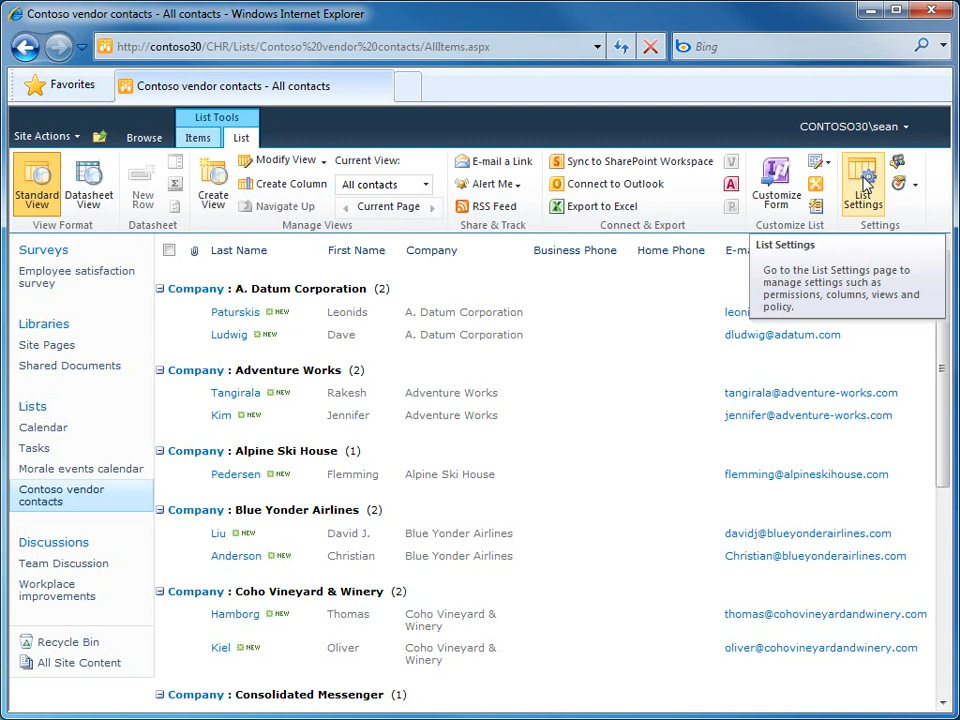 Contoso vendor contacts - All contacts - Windows Internet Explorer
http://contoso30/CHR/Lists/Contoso%20vendor%20contacts/AllItems.aspx
Bing
Favorites
Contoso vendor contacts - All contacts
List Tools
Site Actions
Browse
Items
List
CONTOSO30\sean
Standard View
Datasheet View
New Row
Create View
Modify View
Create Column
Navigate Up
Current View:
All contacts
Current Page
E-mail a Link
Alert Me
RSS Feed
Sync to SharePoint Workspace
Connect to Outlook
Export to Excel
Customize Form
List Settings
View Format
Datasheet
Manage Views
Share & Track
Connect & Export
Customize List
Settings
List Settings
Go to the List Settings page to
manage settings such as
permissions, columns, views and
policy.
Surveys
Employee satisfaction
survey
Libraries
Site Pages
Shared Documents
Lists
Calendar
Tasks
Morale events calendar
Contoso vendor
contacts
Discussions
Team Discussion
Workplace
improvements
Recycle Bin
All Site Content
Last Name First Name Company Business Phone Home Phone E-m
Company : A. Datum Corporation (2)
Paturskis NEW Leonids A. Datum Corporation leoni
Ludwig NEW Dave A. Datum Corporation dludwig@adatum.com
Company : Adventure Works (2)
Tangirala NEW Rakesh Adventure Works tangirala@adventure-works.com
Kim NEW Jennifer Adventure Works jennifer@adventure-works.com
Company : Alpine Ski House (1)
Pedersen NEW Flemming Alpine Ski House flemming@alpineskihouse.com
Company : Blue Yonder Airlines (2)
Liu NEW David J. Blue Yonder Airlines davidj@blueyonderairlines.com
Anderson NEW Christian Blue Yonder Airlines Christian@blueyonderairlines.com
Company : Coho Vineyard & Winery (2)
Hamborg NEW Thomas Coho Vineyard & thomas@cohovineyardandwinery.com
Winery
Kiel NEW Oliver Coho Vineyard & oliver@cohovineyardandwinery.com
Winery
Company : Consolidated Messenger (1)